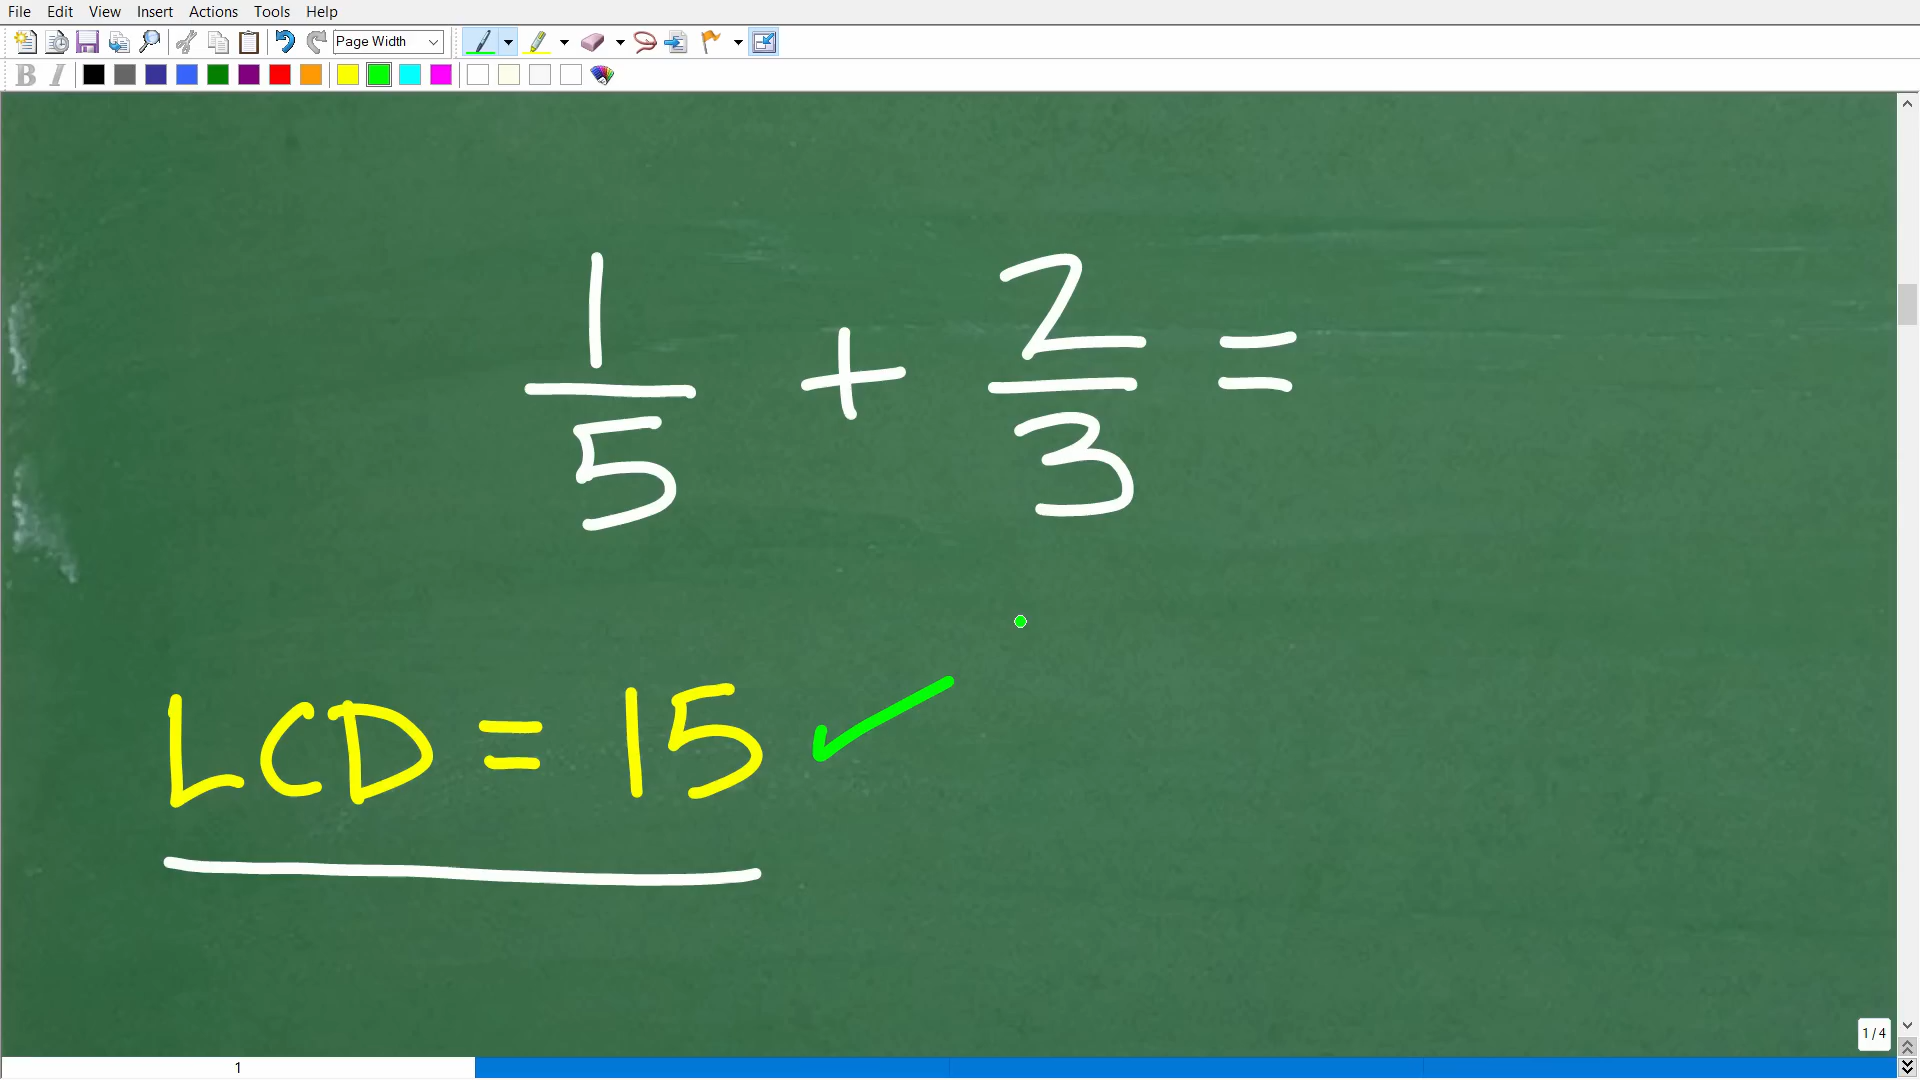 File Edit View Insert Actions Tools Help
Page Width
B I
1/5 + 2/3 =
LCD = 15 ✓
1 / 4
1